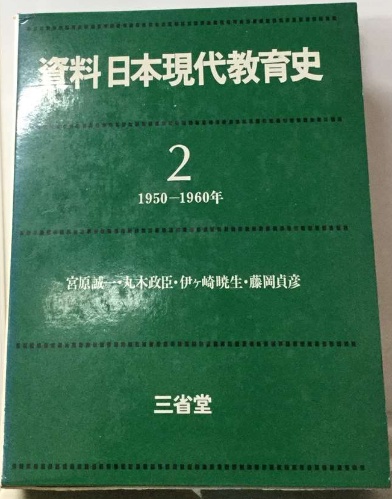 資料日本現代教育史
2
1950―1960年
宮原誠一・丸木政臣・伊ヶ崎暁生・藤岡貞彦
三省堂